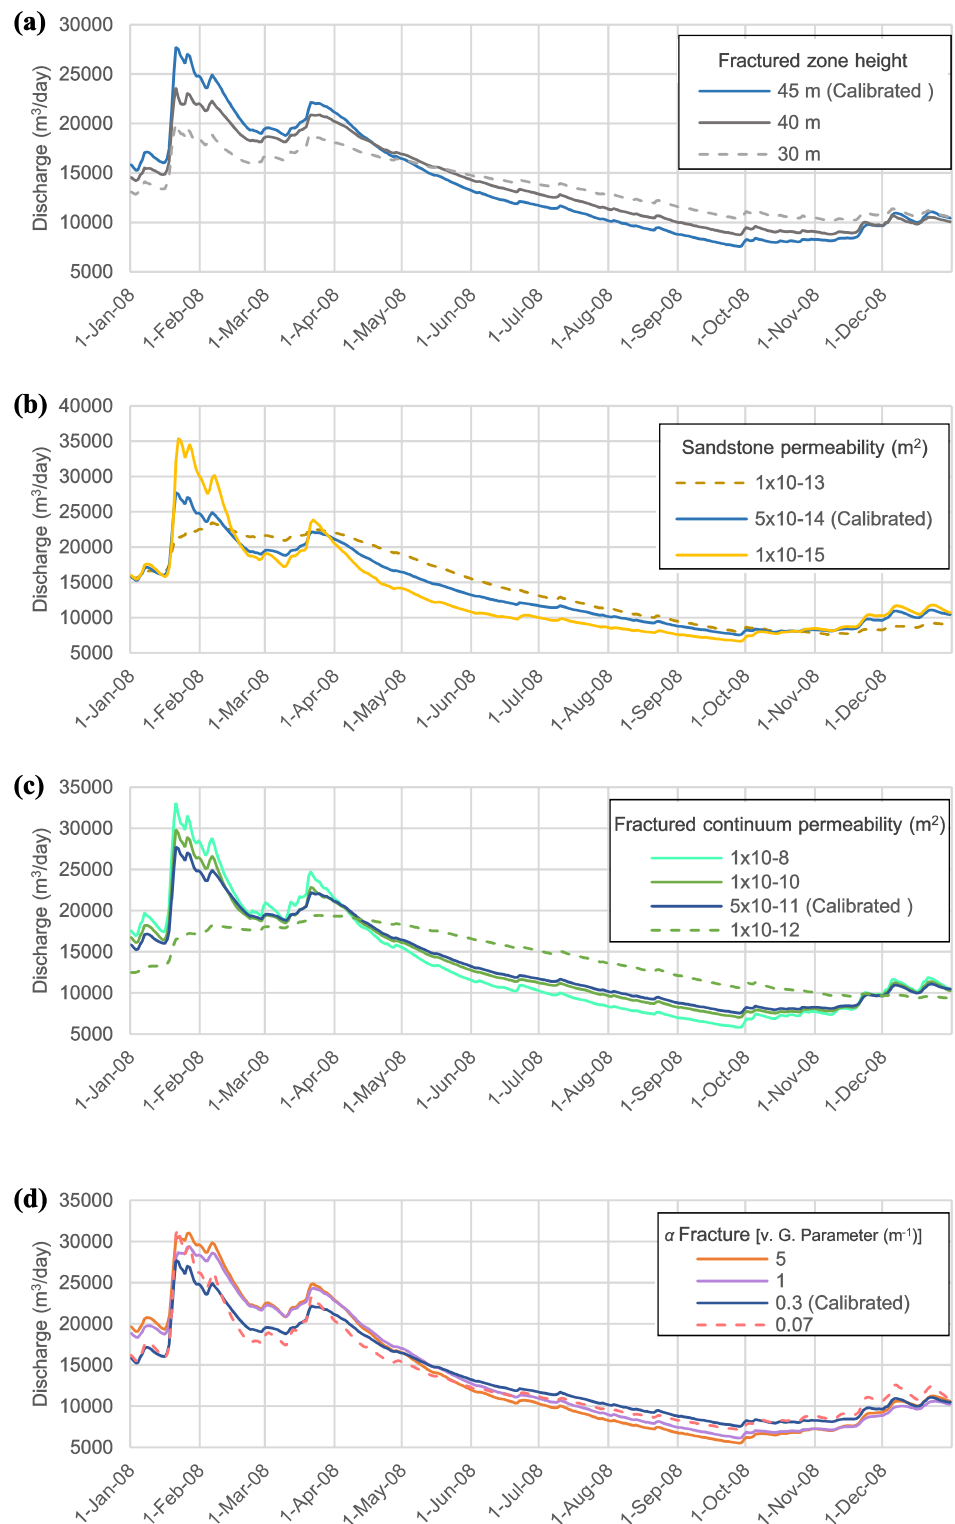 (a)
30000
25000
20000
15000
10000
5000
Discharge (m³/day)
Fractured zone height
45 m (Calibrated )
40 m
30 m
1-Jan-08
1-Feb-08
1-Mar-08
1-Apr-08
1-May-08
1-Jun-08
1-Jul-08
1-Aug-08
1-Sep-08
1-Oct-08
1-Nov-08
1-Dec-08
(b)
40000
35000
30000
25000
20000
15000
10000
5000
Discharge (m³/day)
Sandstone permeability (m²)
1x10-13
5x10-14 (Calibrated)
1x10-15
1-Jan-08
1-Feb-08
1-Mar-08
1-Apr-08
1-May-08
1-Jun-08
1-Jul-08
1-Aug-08
1-Sep-08
1-Oct-08
1-Nov-08
1-Dec-08
(c)
35000
30000
25000
20000
15000
10000
5000
Discharge (m³/day)
Fractured continuum permeability (m²)
1x10-8
1x10-10
5x10-11 (Calibrated )
1x10-12
1-Jan-08
1-Feb-08
1-Mar-08
1-Apr-08
1-May-08
1-Jun-08
1-Jul-08
1-Aug-08
1-Sep-08
1-Oct-08
1-Nov-08
1-Dec-08
(d)
35000
30000
25000
20000
15000
10000
5000
Discharge (m³/day)
α Fracture [v. G. Parameter (m⁻¹)]
5
1
0.3 (Calibrated)
0.07
1-Jan-08
1-Feb-08
1-Mar-08
1-Apr-08
1-May-08
1-Jun-08
1-Jul-08
1-Aug-08
1-Sep-08
1-Oct-08
1-Nov-08
1-Dec-08